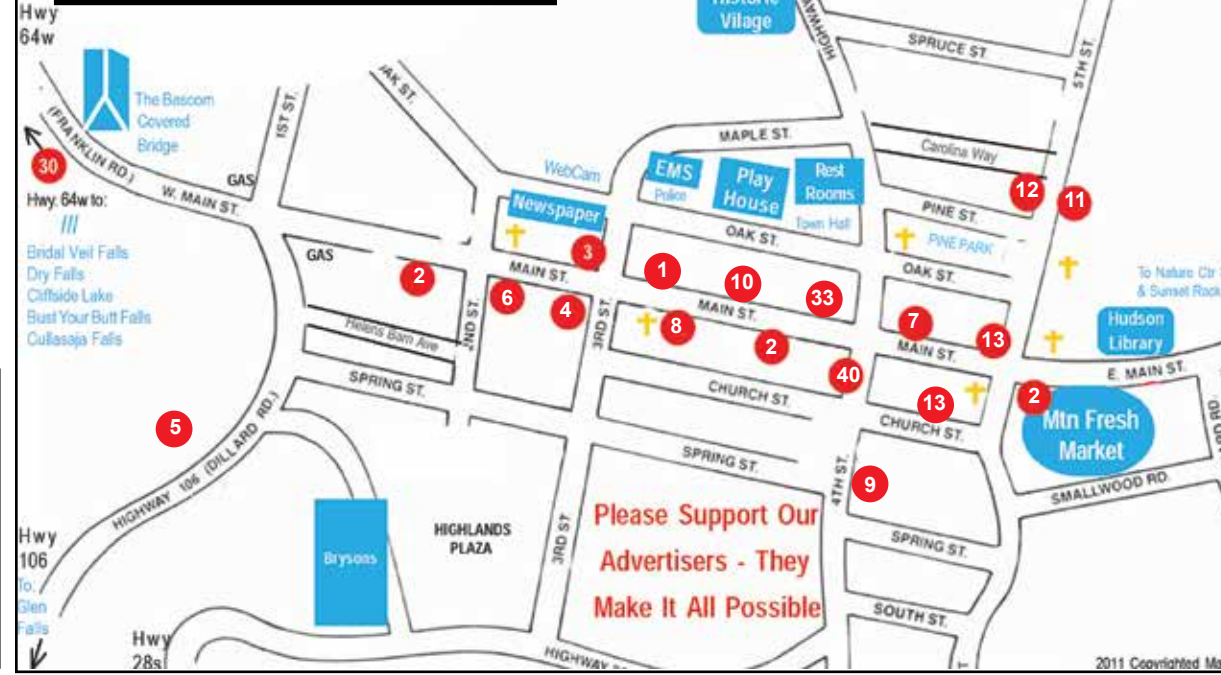 Hwy
64w
Vilage
The Bascom
Covered
Bridge
(FRANKLIN RD.)
30
Hwy. 64w to:
///
Bridal Veil Falls
Dry Falls
Cliffside Lake
Bust Your Butt Falls
Cullasaja Falls
W. MAIN ST.
GAS
1ST ST.
SPRUCE ST.
5TH ST.
MAPLE ST.
Carolina Way
WebCam
EMS
Police
Play
House
Rest
Rooms
Town Hall
12
11
PINE ST.
Newspaper
OAK ST.
PINE PARK
GAS
2
3
MAIN ST.
1
10
33
OAK ST.
To Nature Ctr
& Sunset Rock
6
4
2ND ST.
3RD ST.
MAIN ST.
8
2
7
13
MAIN ST.
Hudson
Library
Helens Barn Ave
SPRING ST.
CHURCH ST.
40
13
CHURCH ST.
E. MAIN ST.
2
Mtn Fresh
Market
5
HIGHWAY 106 (DILLARD RD.)
SPRING ST.
4TH ST.
9
SMALLWOOD RD.
Hwy
106
To:
Glen
Falls
Brysons
HIGHLANDS
PLAZA
3RD ST
Please Support Our
Advertisers - They
Make It All Possible
SPRING ST.
SOUTH ST.
Hwy
28s
2011 Copyrighted